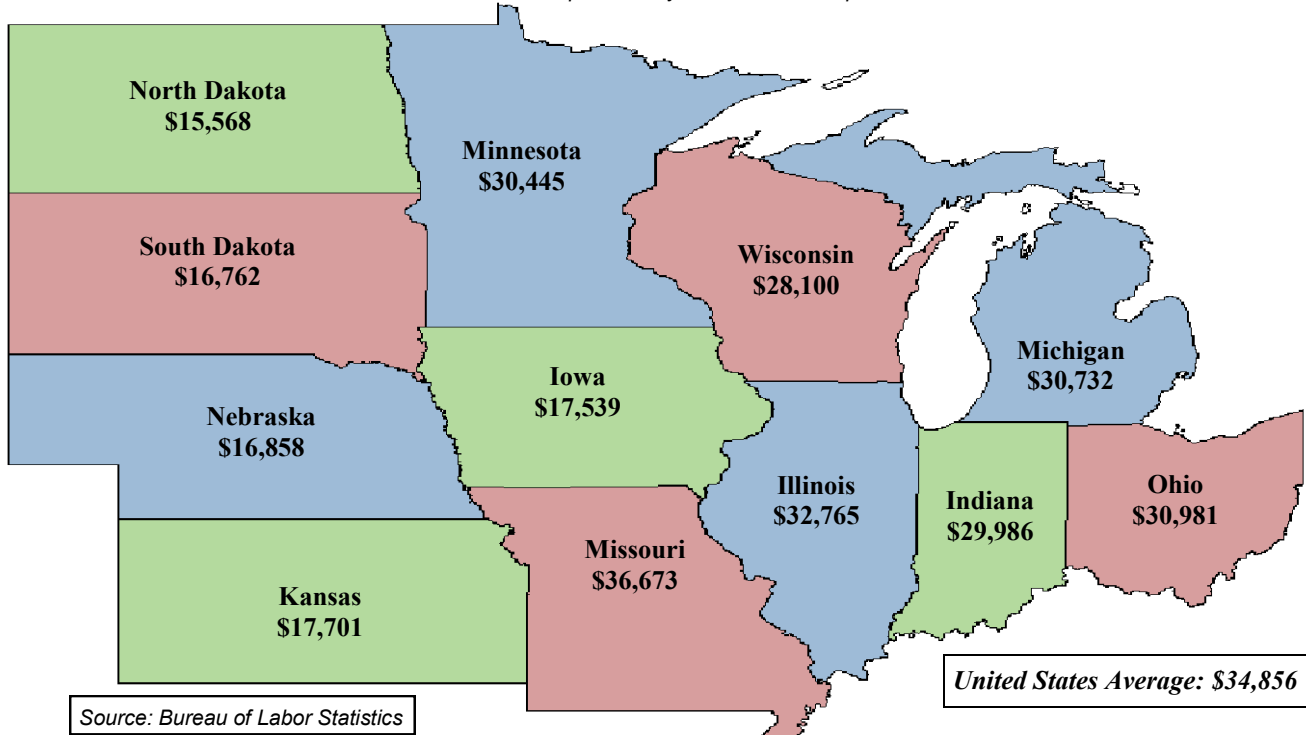 North Dakota
$15,568
Minnesota
$30,445
South Dakota
$16,762
Wisconsin
$28,100
Michigan
$30,732
Iowa
$17,539
Nebraska
$16,858
Illinois
$32,765
Indiana
$29,986
Ohio
$30,981
Missouri
$36,673
Kansas
$17,701
United States Average: $34,856
Source: Bureau of Labor Statistics